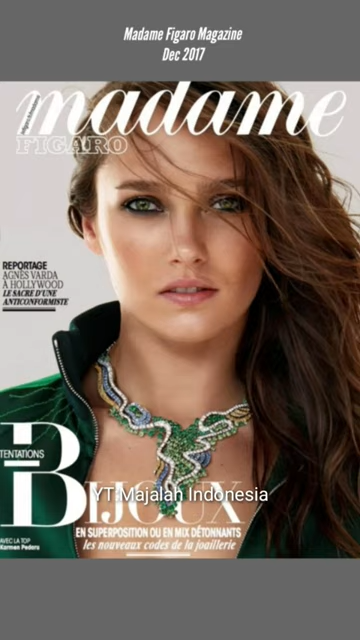 Madame Figaro Magazine
Dec 2017
madame
FIGARO
REPORTAGE
AGNÈS VARDA
À HOLLYWOOD
LE SACRE D'UNE
ANTICONFORMISTE
TENTATIONS
BIJOUX
YT:Majalah Indonesia
EN SUPERPOSITION OU EN MIX DÉTONNANTS
les nouveaux codes de la joaillerie
AVEC LA TOP
Karmen Pedaru